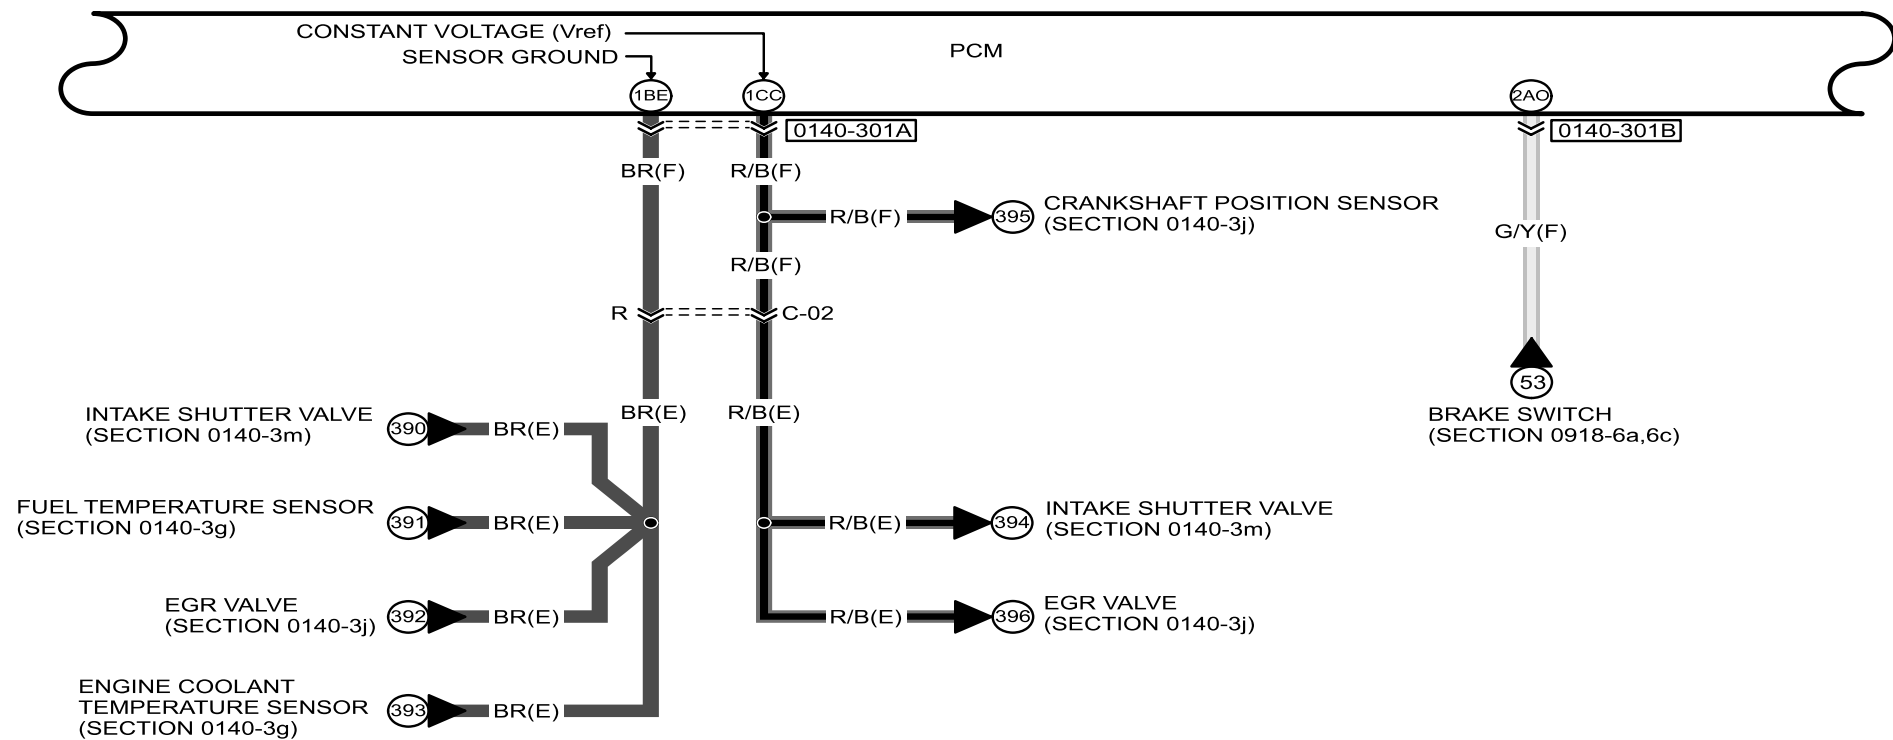 CONSTANT VOLTAGE (Vref)
SENSOR GROUND
PCM
1BE
1CC
2AO
0140-301A
0140-301B
BR(F)
R/B(F)
R/B(F)
395
CRANKSHAFT POSITION SENSOR
(SECTION 0140-3j)
G/Y(F)
R/B(F)
R
C-02
53
BRAKE SWITCH
(SECTION 0918-6a,6c)
BR(E)
R/B(E)
INTAKE SHUTTER VALVE
(SECTION 0140-3m)
390
BR(E)
FUEL TEMPERATURE SENSOR
(SECTION 0140-3g)
391
BR(E)
R/B(E)
394
INTAKE SHUTTER VALVE
(SECTION 0140-3m)
EGR VALVE
(SECTION 0140-3j)
392
BR(E)
R/B(E)
396
EGR VALVE
(SECTION 0140-3j)
ENGINE COOLANT
TEMPERATURE SENSOR
(SECTION 0140-3g)
393
BR(E)